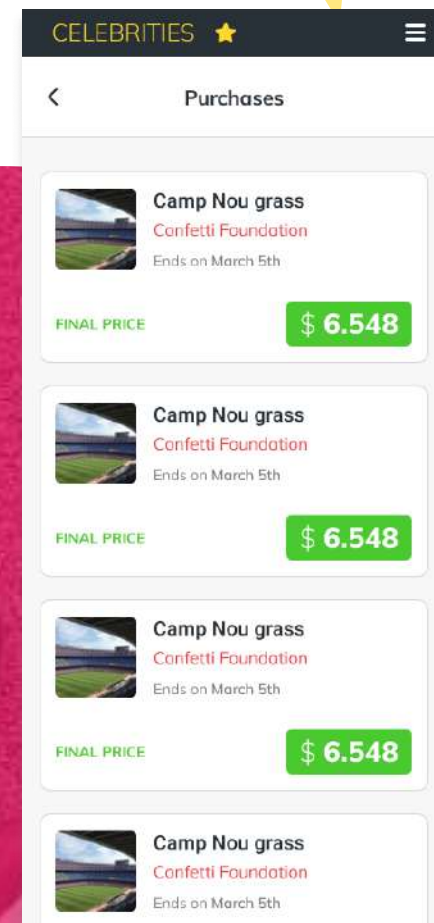 CELEBRITIES
Purchases
Camp Nou grass
Confetti Foundation
Ends on March 5th
FINAL PRICE
$ 6.548
Camp Nou grass
Confetti Foundation
Ends on March 5th
FINAL PRICE
$ 6.548
Camp Nou grass
Confetti Foundation
Ends on March 5th
FINAL PRICE
$ 6.548
Camp Nou grass
Confetti Foundation
Ends on March 5th